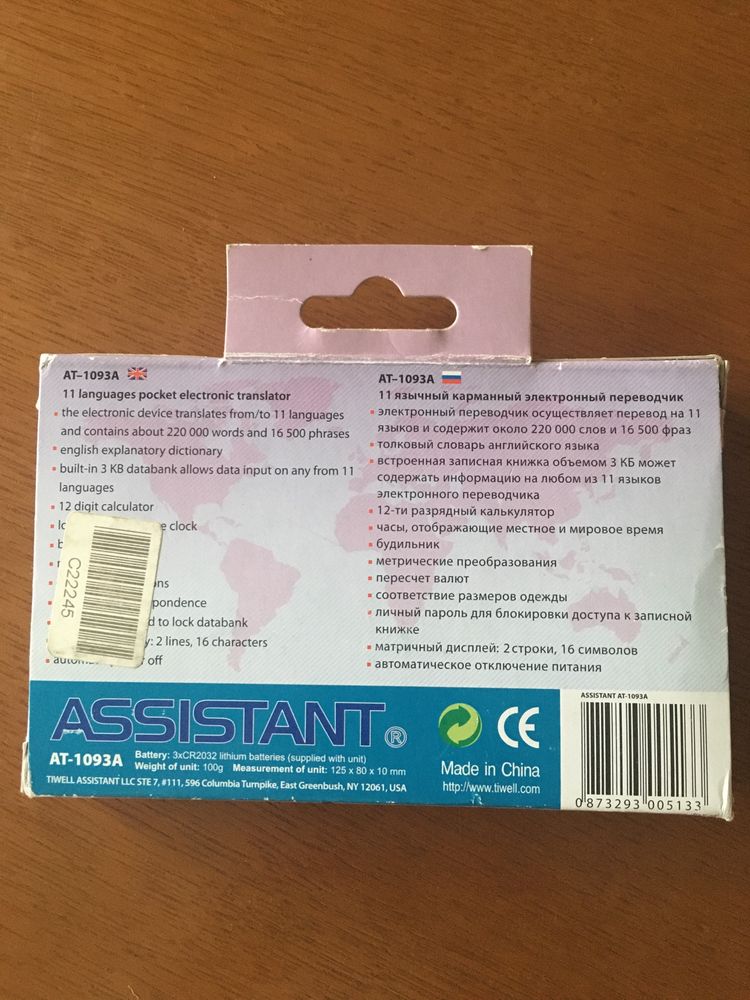 AT-1093A
11 languages pocket electronic translator
the electronic device translates from/to 11 languages
and contains about 220 000 words and 16 500 phrases
english explanatory dictionary
built-in 3 KB databank allows data input on any from 11
languages
12 digit calculator
clock
to lock databank
2 lines, 16 characters
off
C22245
AT-1093A
11 язычный карманный электронный переводчик
электронный переводчик осуществляет перевод на 11
языков и содержит около 220 000 слов и 16 500 фраз
толковый словарь английского языка
встроенная записная книжка объемом 3 КБ может
содержать информацию на любом из 11 языков
электронного переводчика
12-ти разрядный калькулятор
часы, отображающие местное и мировое время
будильник
метрические преобразования
пересчет валют
соответствие размеров одежды
личный пароль для блокировки доступа к записной
книжке
матричный дисплей: 2 строки, 16 символов
автоматическое отключение питания
ASSISTANT ®
AT-1093A
Battery: 3xCR2032 lithium batteries (supplied with unit)
Weight of unit: 100g Measurement of unit: 125 x 80 x 10 mm
TIWELL ASSISTANT LLC STE 7, #111, 596 Columbia Turnpike, East Greenbush, NY 12061, USA
CE
Made in China
http://www.tiwell.com
ASSISTANT AT-1093A
0 873293 005133